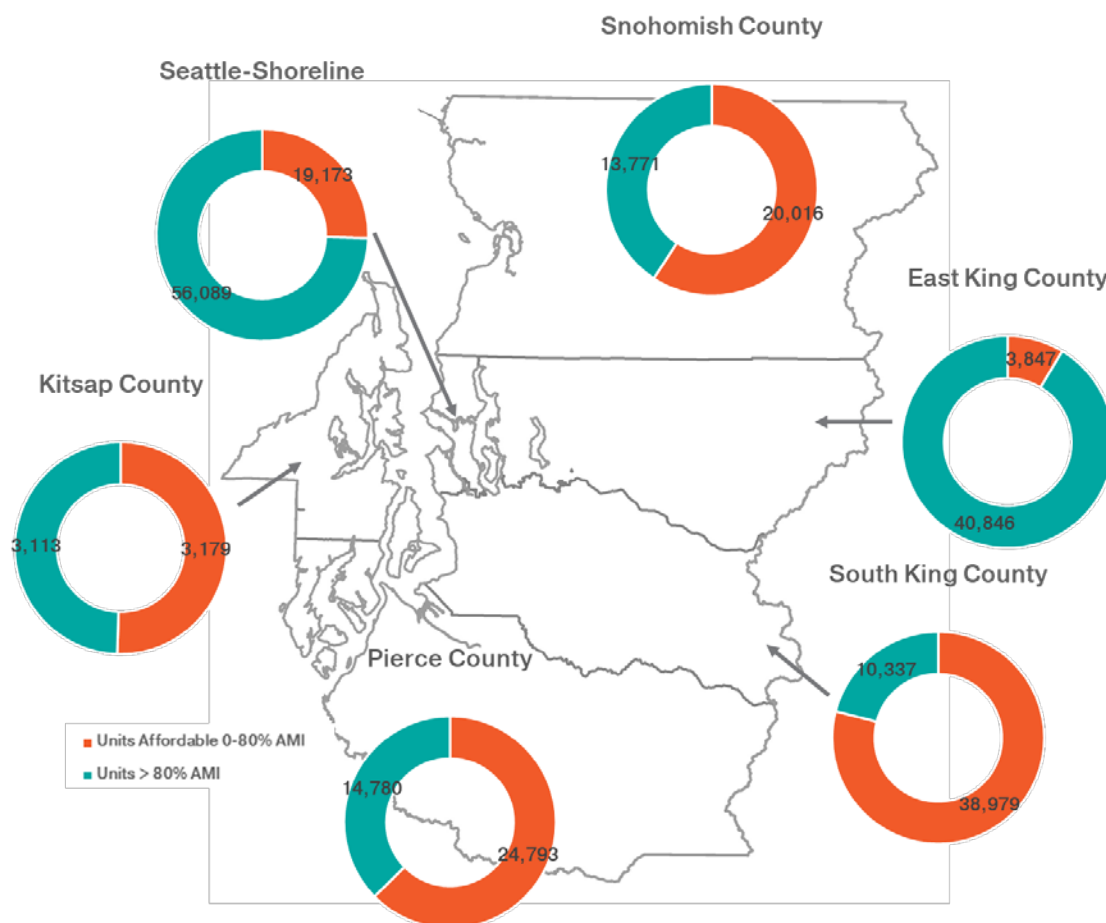 Snohomish County
Seattle-Shoreline
13,771
20,016
19,173
56,089
East King County
3,847
40,846
Kitsap County
3,113
3,179
South King County
10,337
38,979
Pierce County
14,780
24,793
Units Affordable 0-80% AMI
Units > 80% AMI